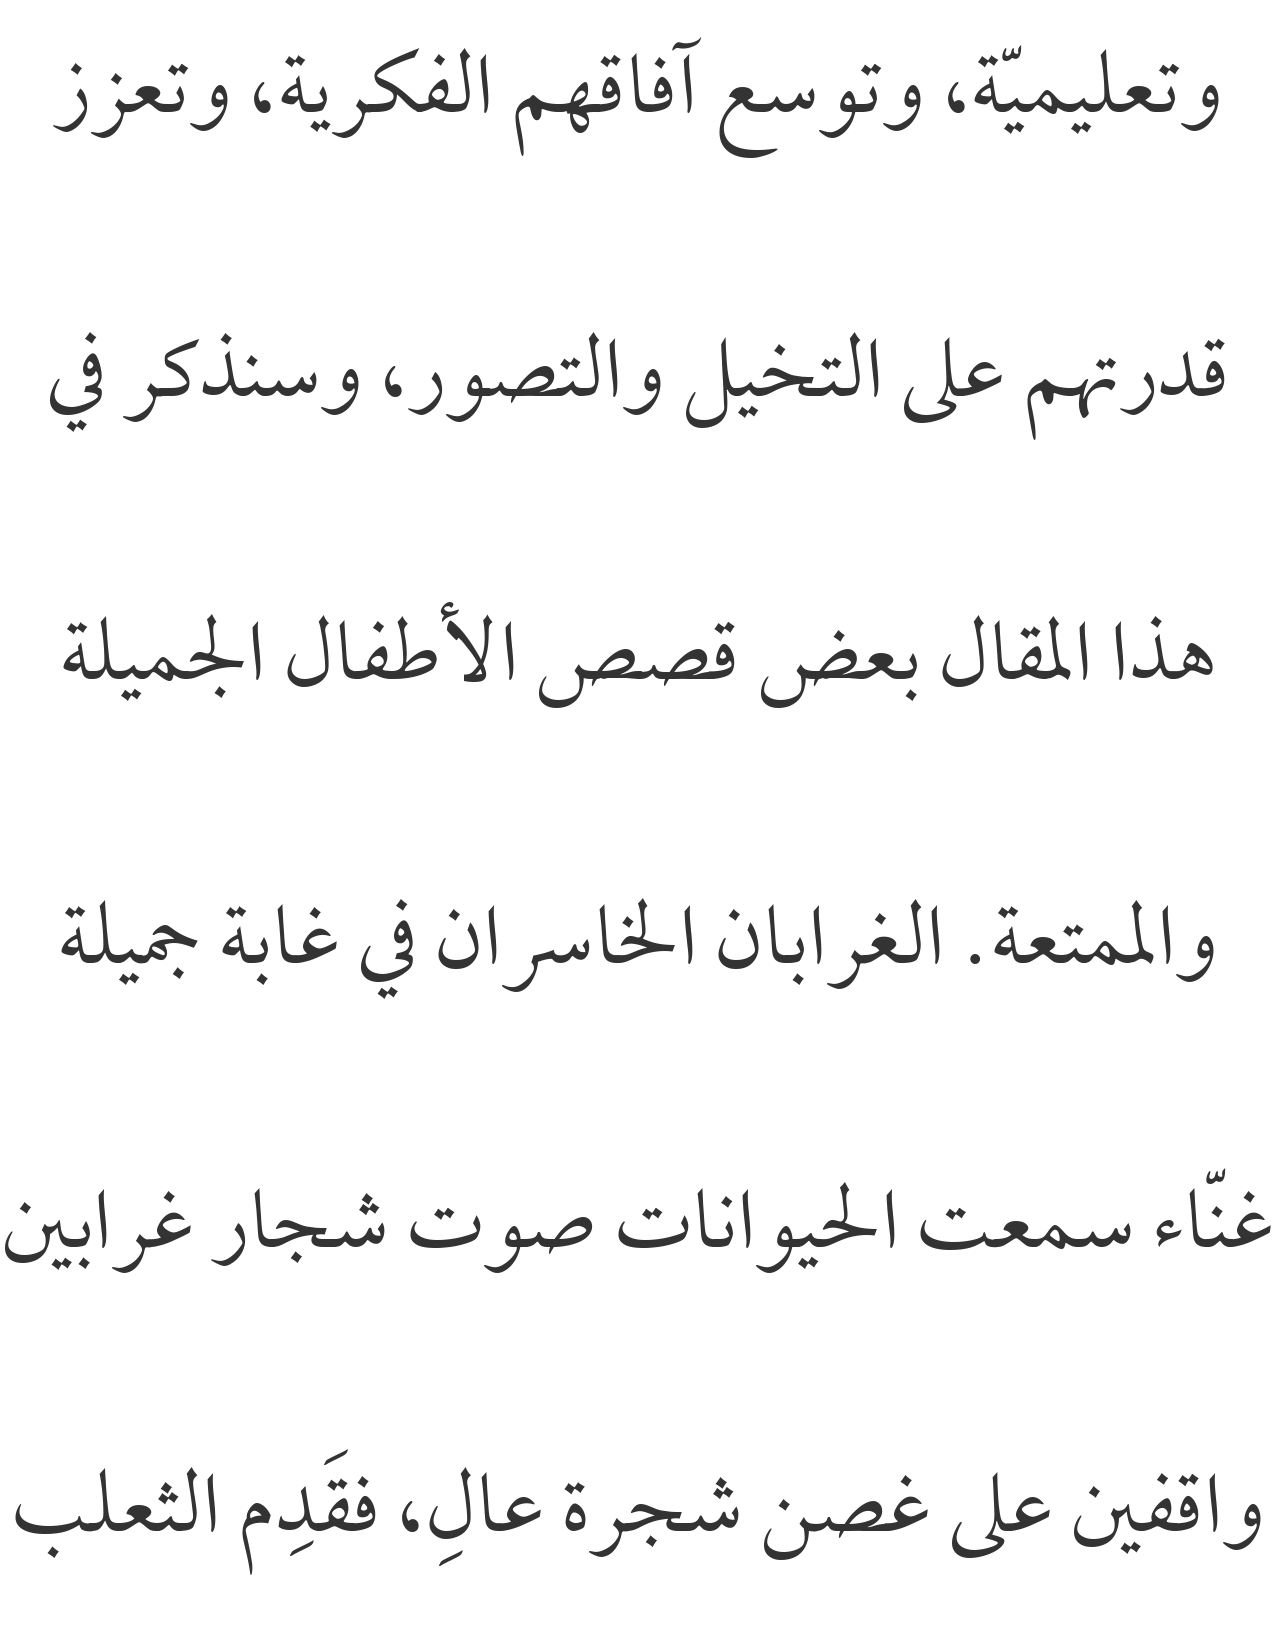 وتعليميّة، وتوسع آفاقهم الفكرية، وتعزز
قدرتهم على التخيل والتصور، وسنذكر في
هذا المقال بعض قصص الأطفال الجميلة
والممتعة. الغرابان الخاسران في غابة جميلة
غنّاء سمعت الحيوانات صوت شجار غرابين
واقفين على غصن شجرة عالِ، فقَدِم الثعلب